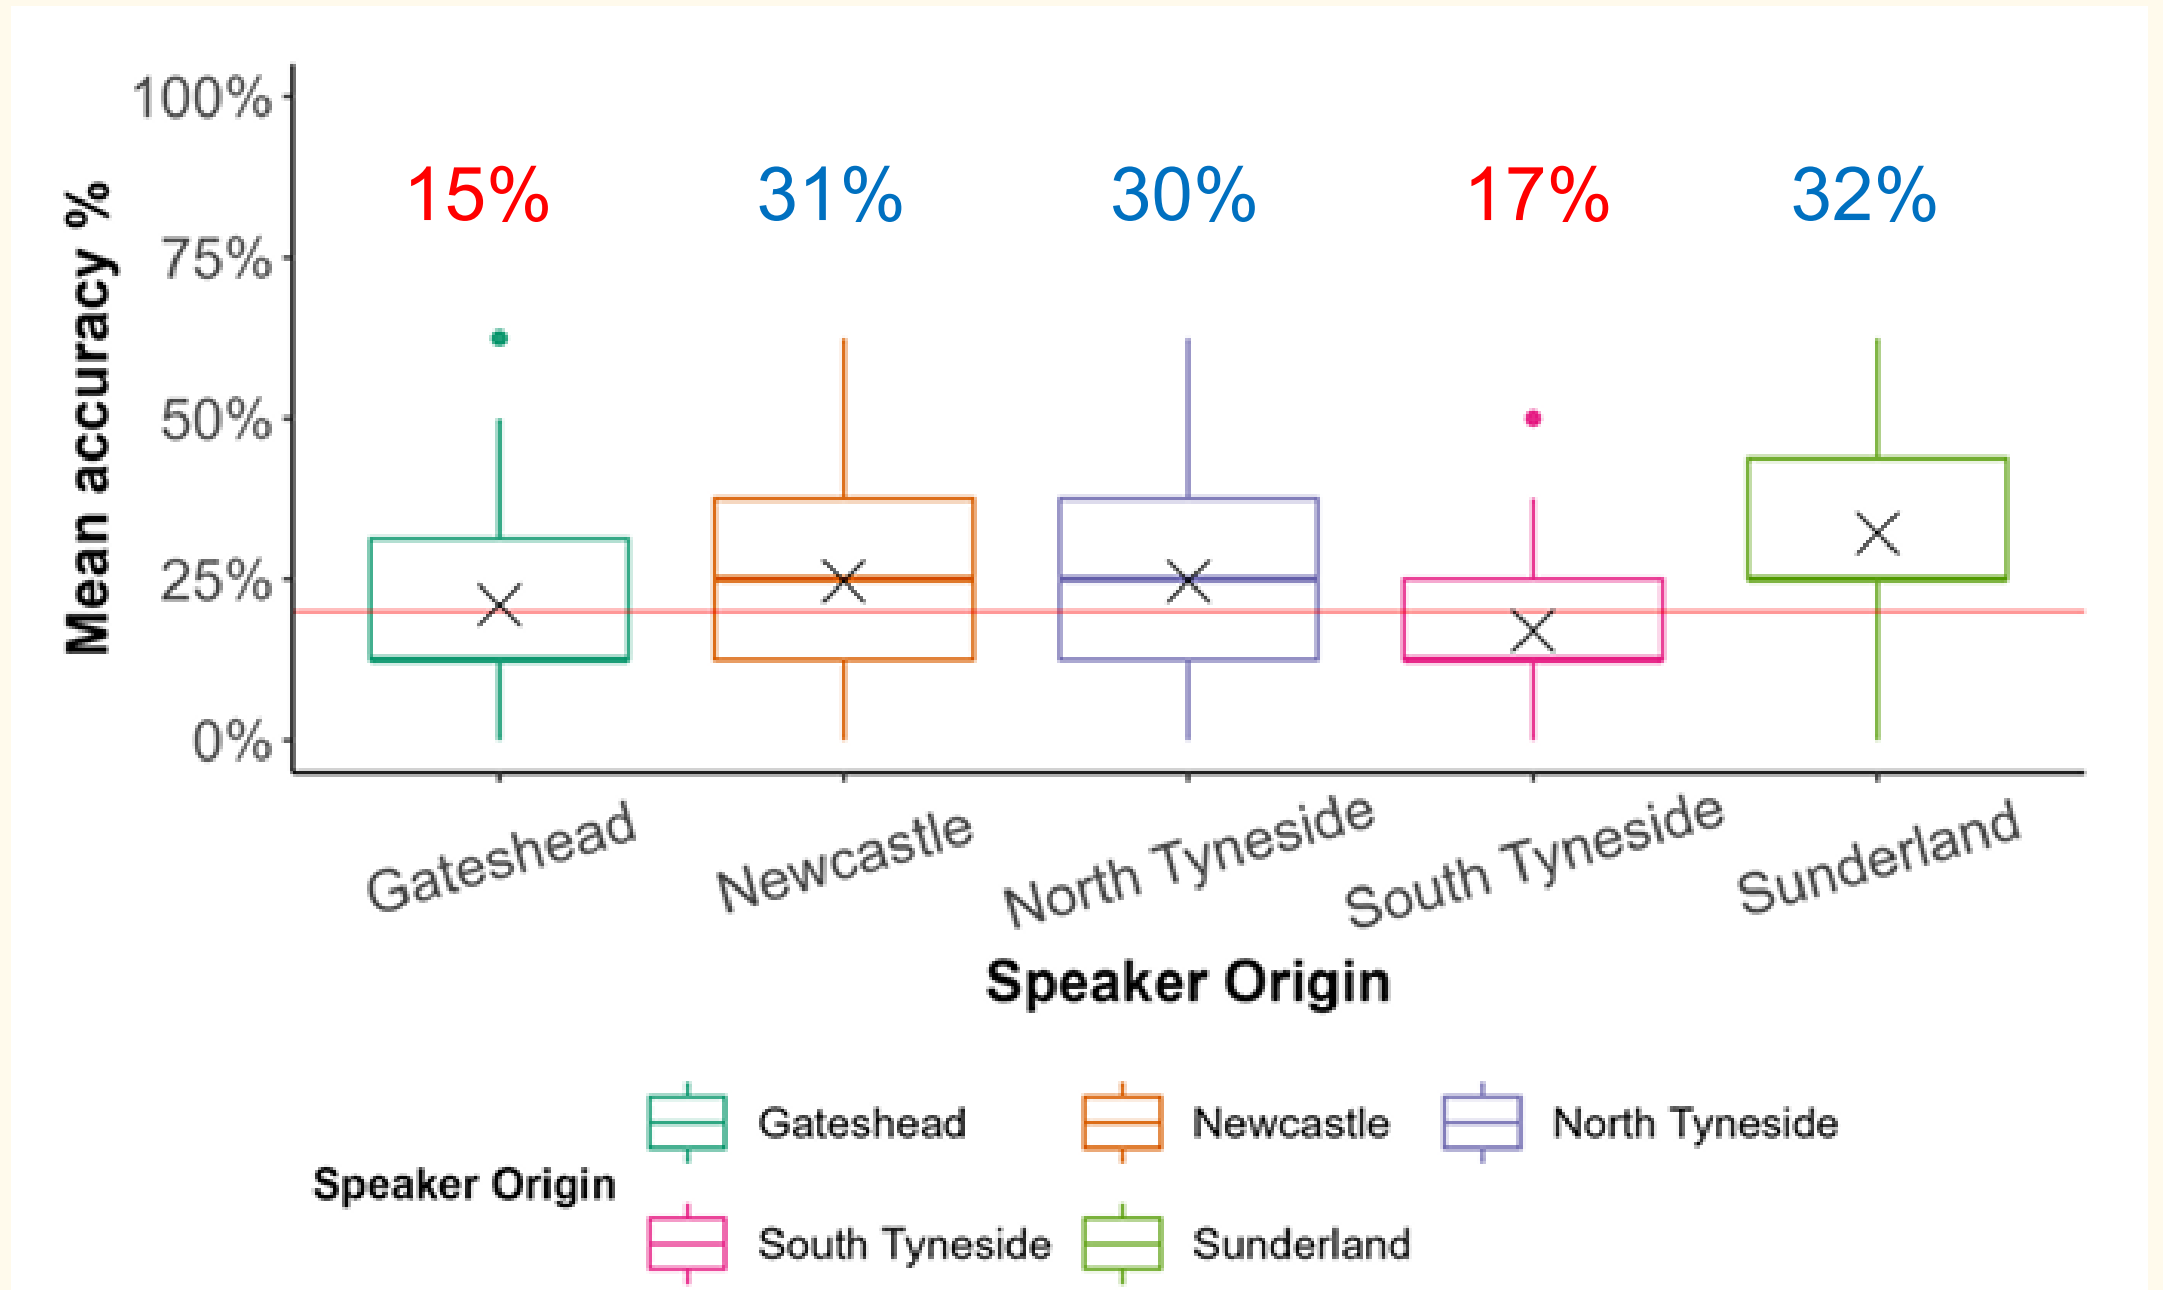 Mean accuracy %
100%
75%
50%
25%
0%
15% 31% 30% 17% 32%
Gateshead Newcastle North Tyneside South Tyneside Sunderland
Speaker Origin
Speaker Origin
Gateshead Newcastle North Tyneside
South Tyneside Sunderland